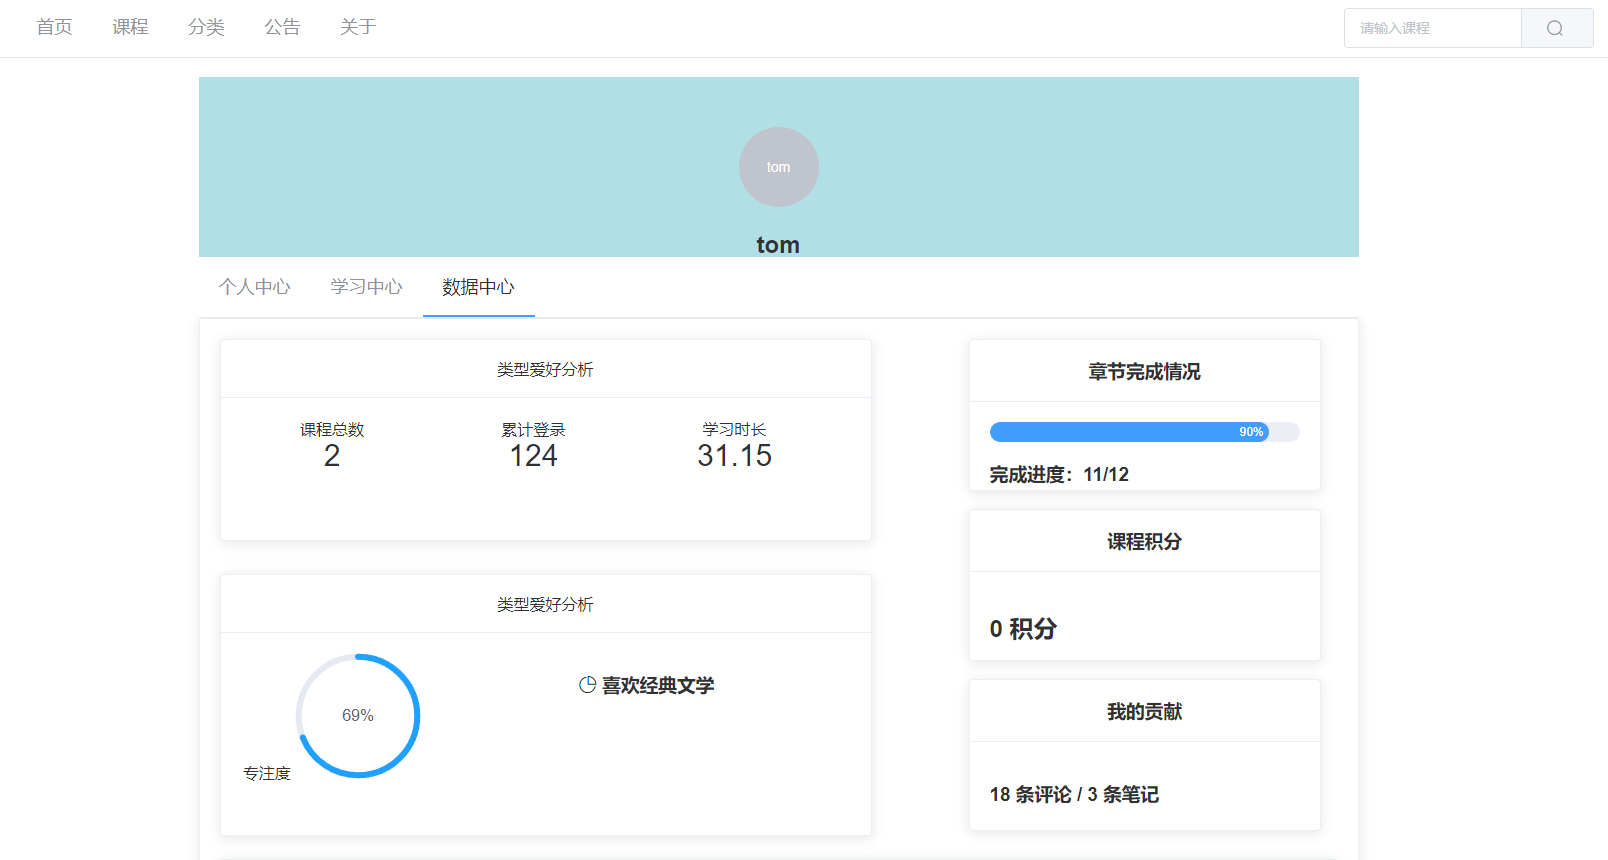 首页 课程 分类 公告 关于 请输入课程
tom
tom
个人中心 学习中心 数据中心
类型爱好分析
课程总数 累计登录 学习时长
2 124 31.15
类型爱好分析
69%
专注度
喜欢经典文学
章节完成情况
90%
完成进度：11/12
课程积分
0 积分
我的贡献
18 条评论 / 3 条笔记